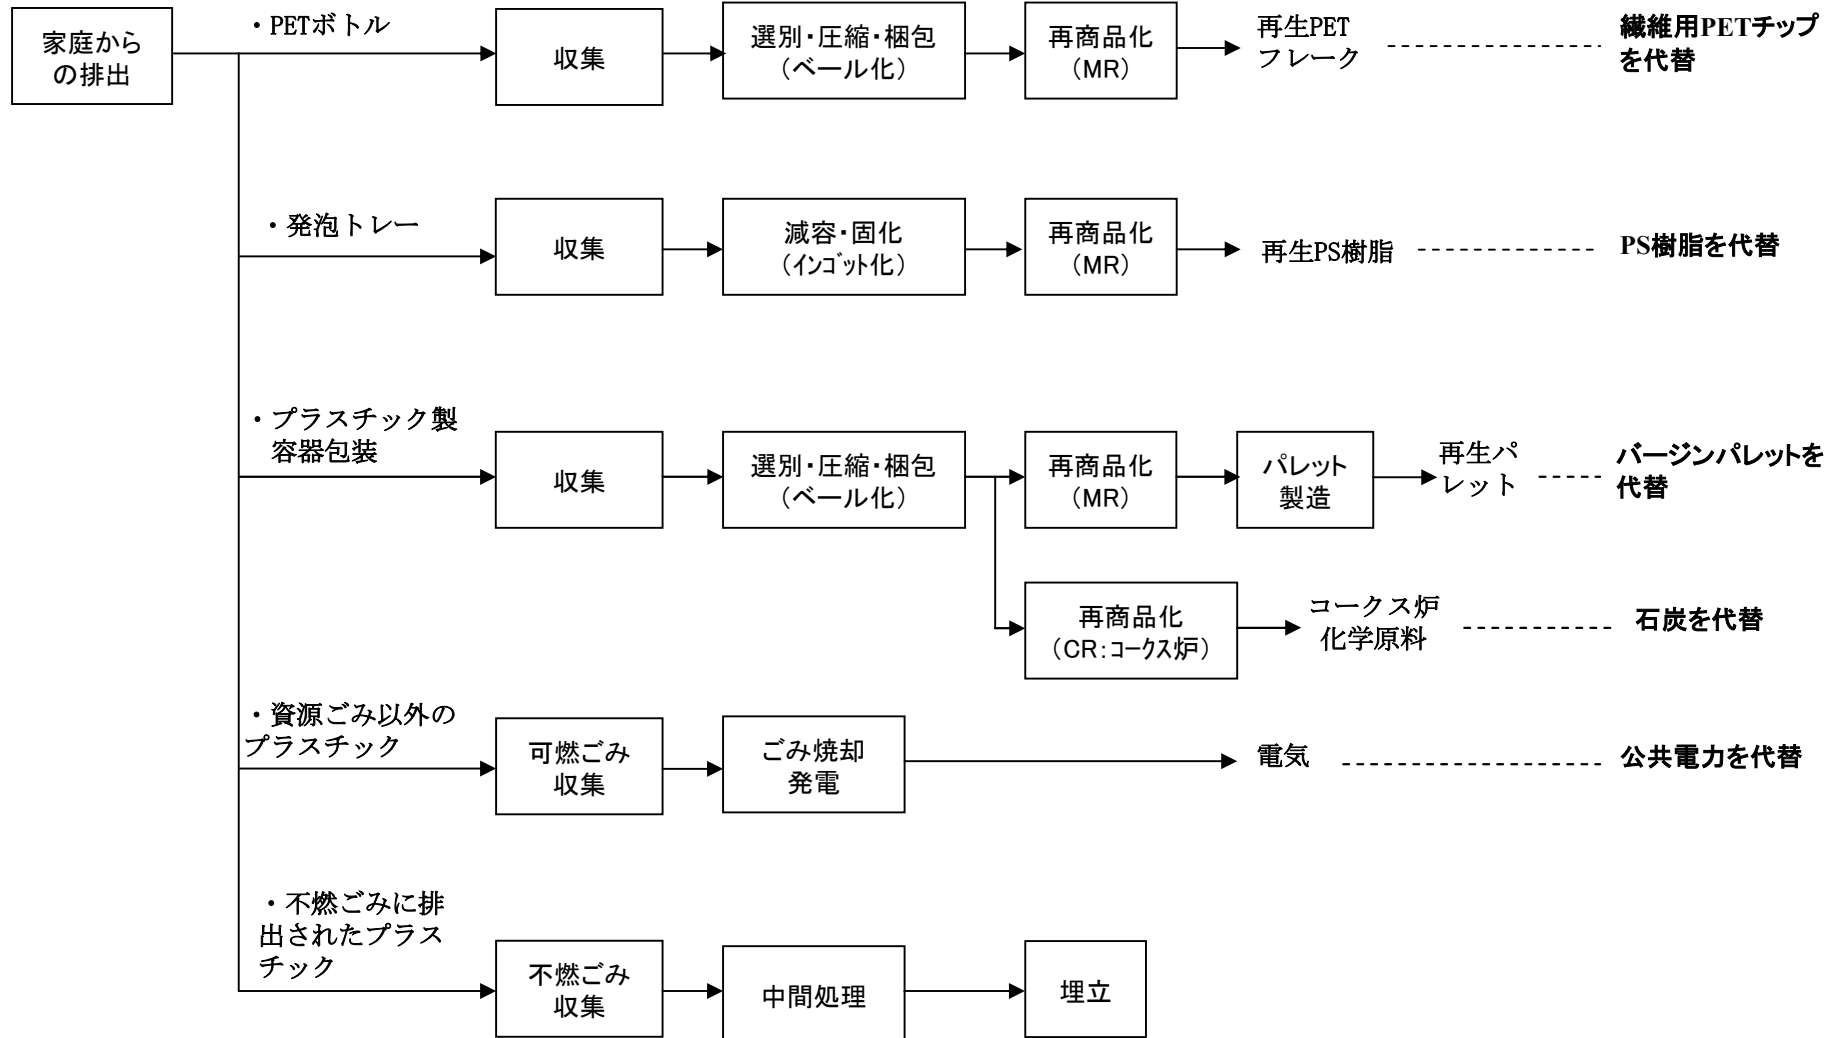 家庭から
の排出
・PETボトル
収集
選別・圧縮・梱包
（ベール化）
再商品化
（MR）
再生PET
フレーク
繊維用PETチップ
を代替
・発泡トレー
収集
減容・固化
（インゴット化）
再商品化
（MR）
再生PS樹脂
PS樹脂を代替
・プラスチック製
容器包装
収集
選別・圧縮・梱包
（ベール化）
再商品化
（MR）
パレット
製造
再生パ
レット
バージンパレットを
代替
再商品化
（CR：コークス炉）
コークス炉
化学原料
石炭を代替
・資源ごみ以外の
プラスチック
可燃ごみ
収集
ごみ焼却
発電
電気
公共電力を代替
・不燃ごみに排
出されたプラス
チック
不燃ごみ
収集
中間処理
埋立